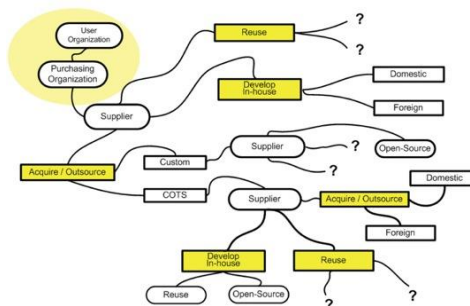 User
Organization
Purchasing
Organization
Supplier
Reuse
?
?
Develop
In-house
Domestic
Foreign
Acquire / Outsource
Custom
COTS
Supplier
?
?
Open-Source
Supplier
Acquire / Outsource
Domestic
Foreign
Develop
In-house
Reuse
Reuse
Open-Source
?
?